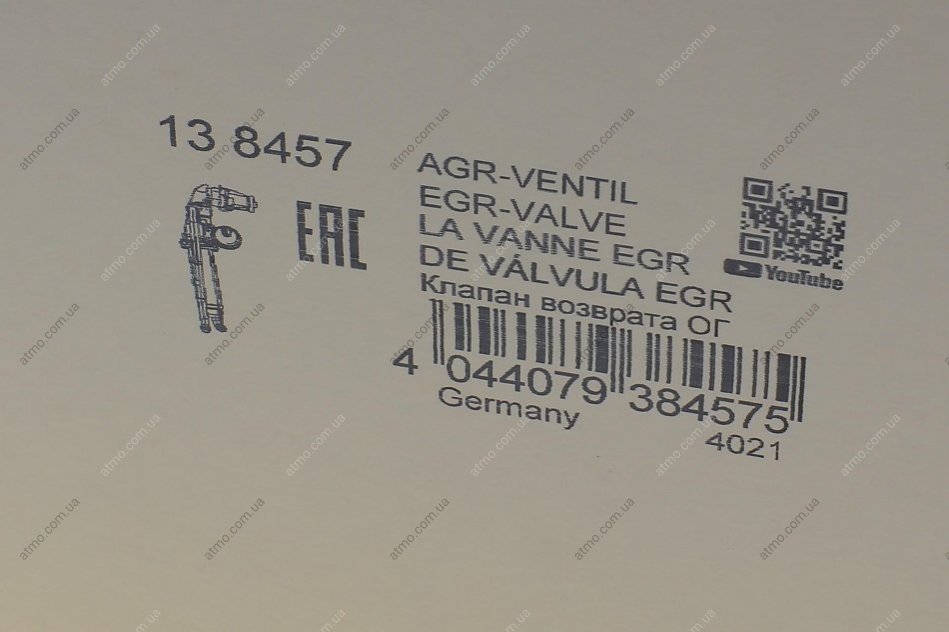 13 8457
EAC
AGR-VENTIL
EGR-VALVE
LA VANNE EGR
DE VÁLVULA EGR
Клапан возврата ОГ
YouTube
4 044079 384575
Germany
4021
atmo.com.ua